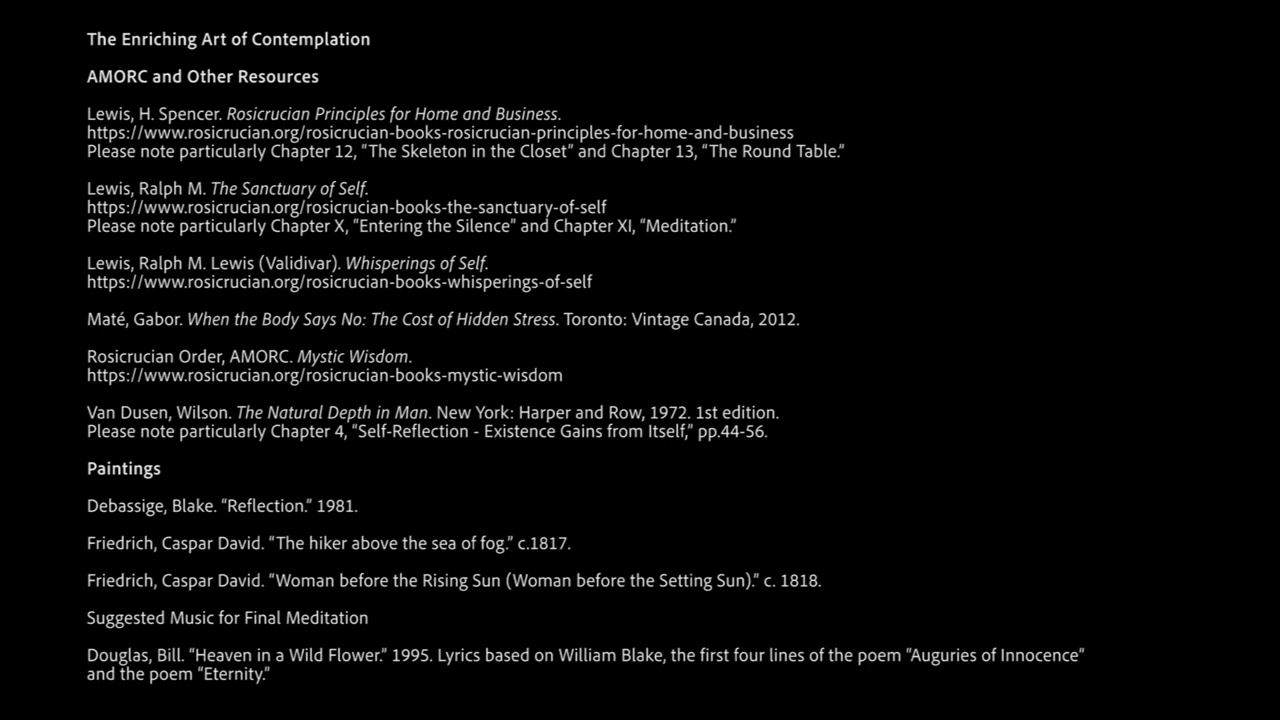 The Enriching Art of Contemplation
AMORC and Other Resources
Lewis, H. Spencer. Rosicrucian Principles for Home and Business.
https://www.rosicrucian.org/rosicrucian-books-rosicrucian-principles-for-home-and-business
Please note particularly Chapter 12, “The Skeleton in the Closet” and Chapter 13, “The Round Table.”
Lewis, Ralph M. The Sanctuary of Self.
https://www.rosicrucian.org/rosicrucian-books-the-sanctuary-of-self
Please note particularly Chapter X, “Entering the Silence” and Chapter XI, “Meditation.”
Lewis, Ralph M. Lewis (Validivar). Whisperings of Self.
https://www.rosicrucian.org/rosicrucian-books-whisperings-of-self
Maté, Gabor. When the Body Says No: The Cost of Hidden Stress. Toronto: Vintage Canada, 2012.
Rosicrucian Order, AMORC. Mystic Wisdom.
https://www.rosicrucian.org/rosicrucian-books-mystic-wisdom
Van Dusen, Wilson. The Natural Depth in Man. New York: Harper and Row, 1972. 1st edition.
Please note particularly Chapter 4, “Self-Reflection - Existence Gains from Itself,” pp.44-56.
Paintings
Debassige, Blake. “Reflection.” 1981.
Friedrich, Caspar David. “The hiker above the sea of fog.” c.1817.
Friedrich, Caspar David. “Woman before the Rising Sun (Woman before the Setting Sun).” c. 1818.
Suggested Music for Final Meditation
Douglas, Bill. “Heaven in a Wild Flower.” 1995. Lyrics based on William Blake, the first four lines of the poem “Auguries of Innocence”
and the poem “Eternity.”